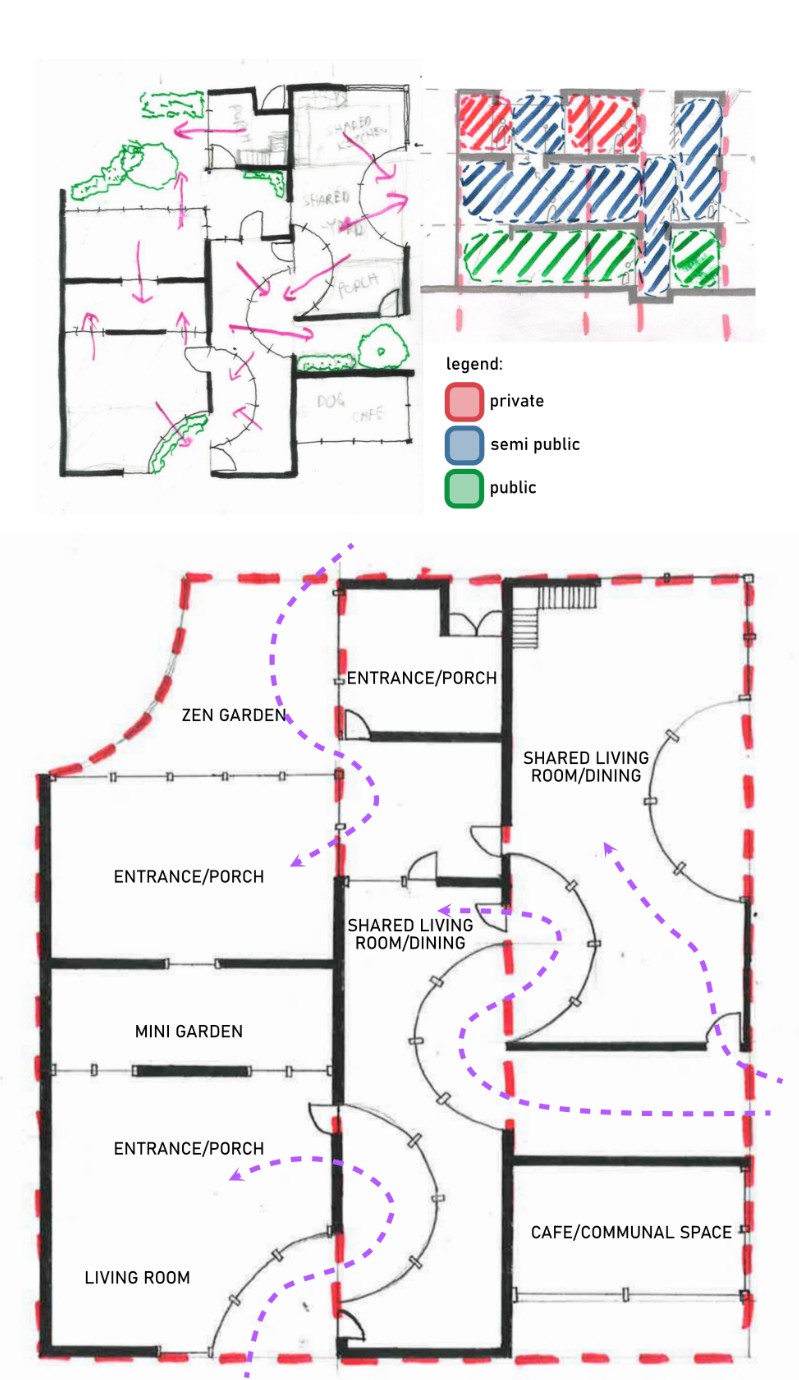 SHARED
KITCHEN
SHARED
YARD
PORCH
DOG
CAFE
legend:
private
semi public
public
ENTRANCE/PORCH
ZEN GARDEN
SHARED LIVING
ROOM/DINING
ENTRANCE/PORCH
SHARED LIVING
ROOM/DINING
MINI GARDEN
ENTRANCE/PORCH
CAFE/COMMUNAL SPACE
LIVING ROOM